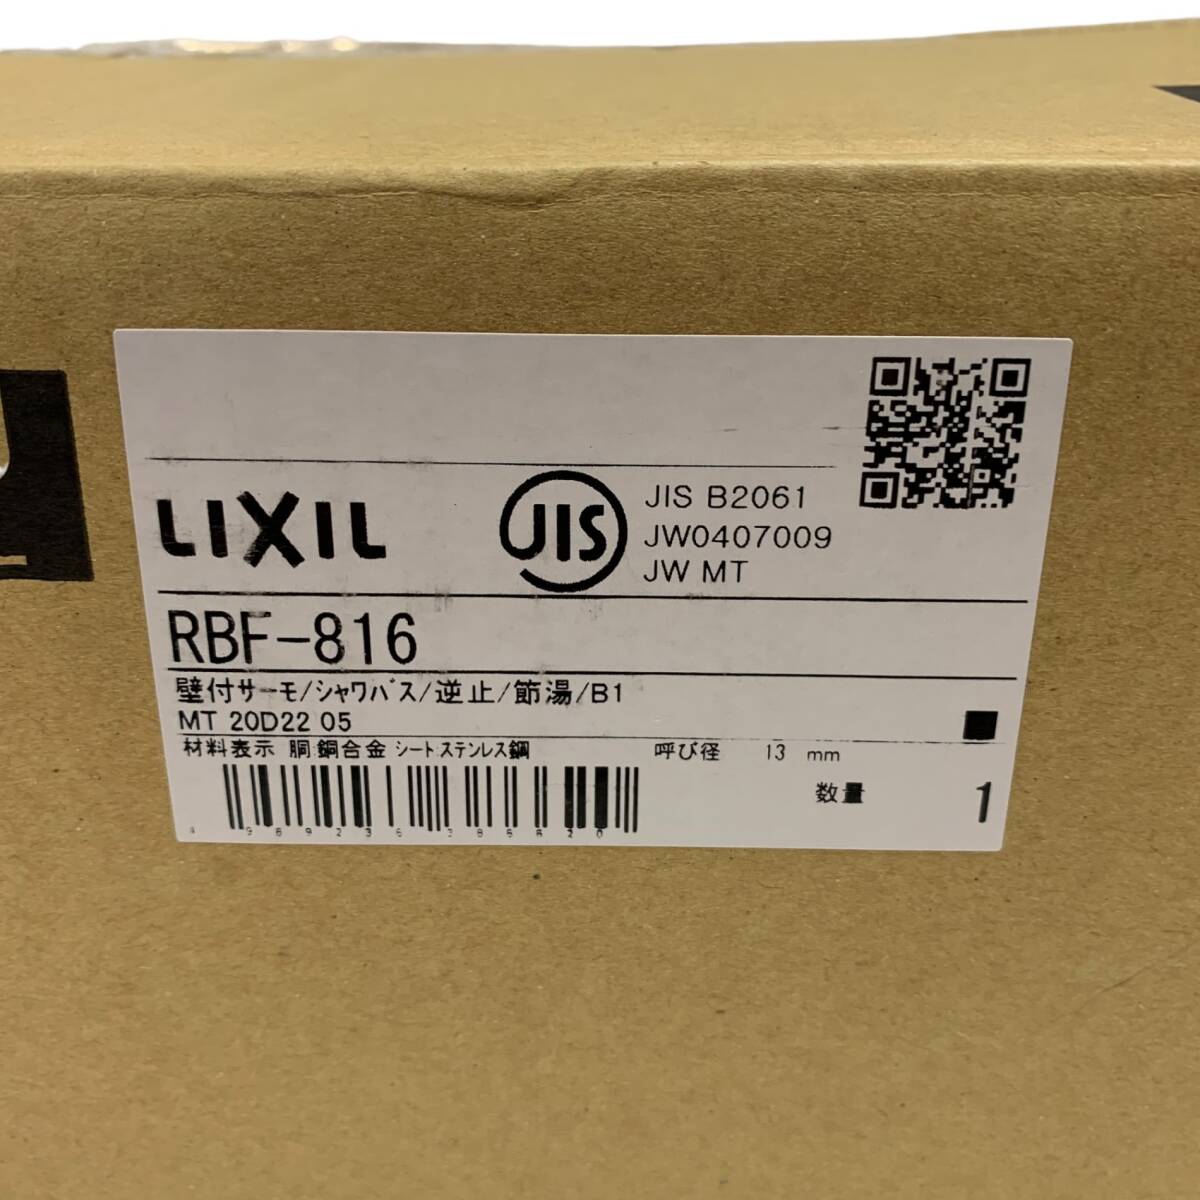 LIXIL
JIS
JIS B2061
JW0407009
JW MT
RBF-816
壁付サーモ/シャワバス/逆止/節湯/B1
MT 20D22 05
材料表示 胴:銅合金 シート:ステンレス鋼 呼び径 13 mm
数量 1